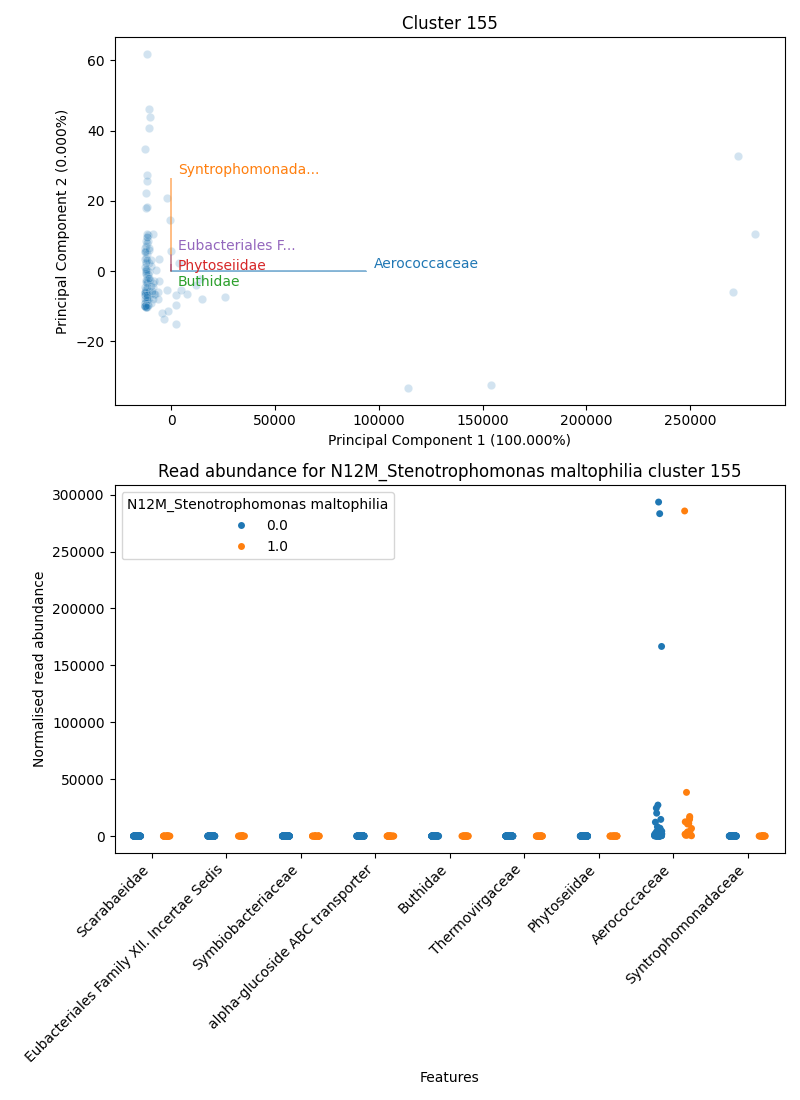 Cluster 155
60
40
20
0
−20
Principal Component 2 (0.000%)
Syntrophomonada...
Eubacteriales F...
Phytoseiidae
Buthidae
Aerococcaceae
0
50000
100000
150000
200000
250000
Principal Component 1 (100.000%)
Read abundance for N12M_Stenotrophomonas maltophilia cluster 155
N12M_Stenotrophomonas maltophilia
0.0
1.0
300000
250000
200000
150000
100000
50000
0
Normalised read abundance
Scarabaeidae
Eubacteriales Family XII. Incertae Sedis
Symbiobacteriaceae
alpha-glucoside ABC transporter
Buthidae
Thermovirgaceae
Phytoseiidae
Aerococcaceae
Syntrophomonadaceae
Features